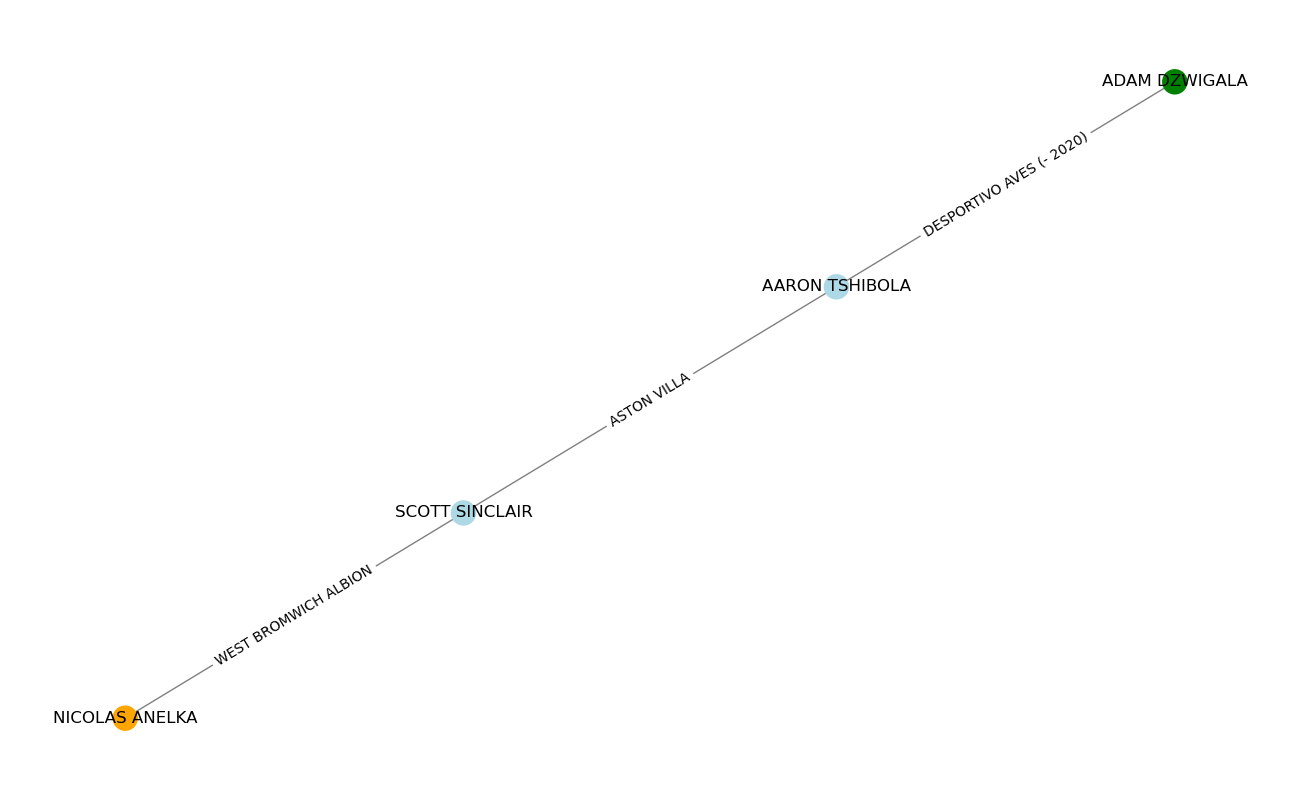 ADAM DZWIGALA
DESPORTIVO AVES (- 2020)
AARON TSHIBOLA
ASTON VILLA
SCOTT SINCLAIR
WEST BROMWICH ALBION
NICOLAS ANELKA